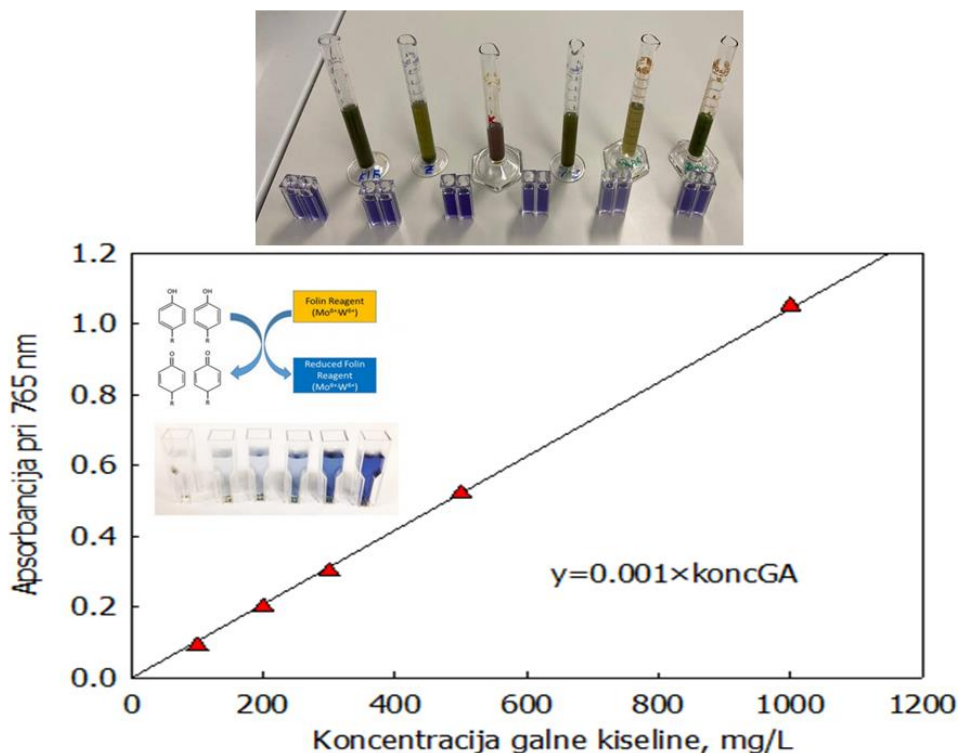 1.2
1.0
0.8
0.6
0.4
0.2
0.0
0
200
400
600
800
1000
1200
Apsorbancija pri 765 nm
Koncentracija galne kiseline, mg/L
y=0.001×koncGA
OH
OH
R
R
O
O
R
R
Folin Reagent
(Mo⁶⁺W⁶⁺)
Reduced Folin
Reagent